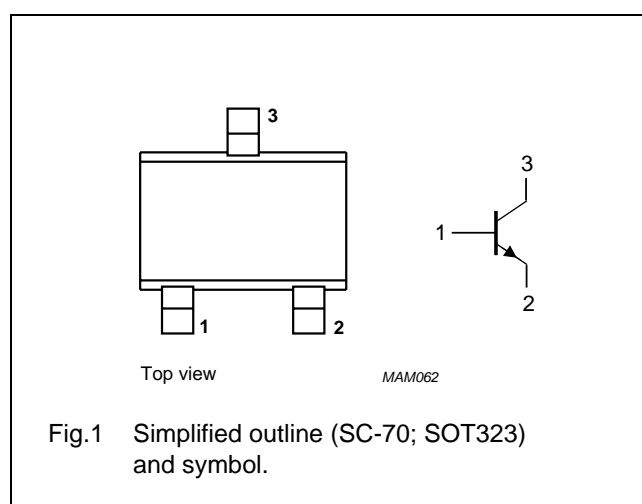 3
1
2
3
1
2
Top view
MAM062
Fig.1 Simplified outline (SC-70; SOT323)
and symbol.